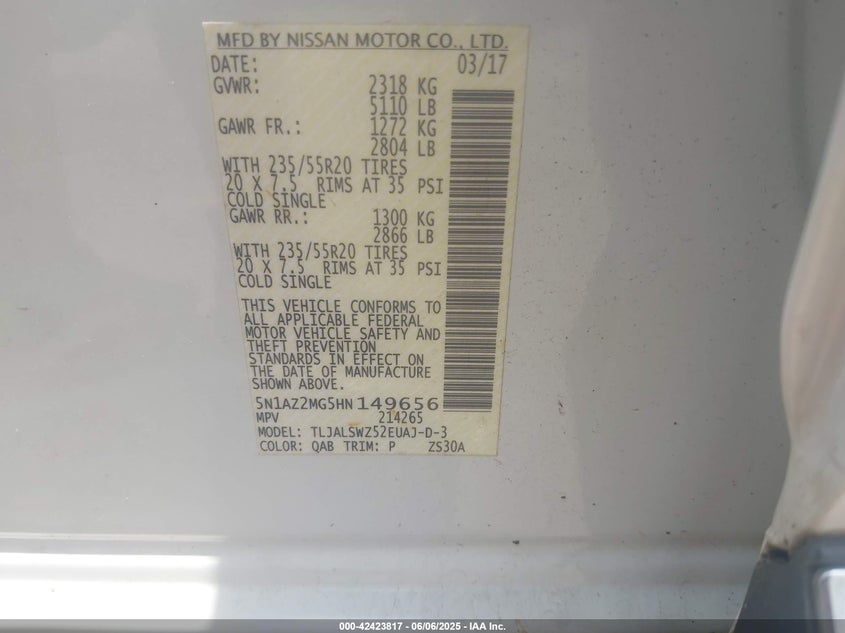 MFD BY NISSAN MOTOR CO., LTD.
DATE: 03/17
GVWR: 2318 KG
5110 LB
GAWR FR.: 1272 KG
2804 LB
WITH 235/55R20 TIRES
20 X 7.5 RIMS AT 35 PSI
COLD SINGLE
GAWR RR.: 1300 KG
2866 LB
WITH 235/55R20 TIRES
20 X 7.5 RIMS AT 35 PSI
COLD SINGLE
THIS VEHICLE CONFORMS TO
ALL APPLICABLE FEDERAL
MOTOR VEHICLE SAFETY AND
THEFT PREVENTION
STANDARDS IN EFFECT ON
THE DATE OF MANUFACTURE
SHOWN ABOVE.
5N1AZ2MG5HN149656
MPV 214265
MODEL: TLJALSWZ52EUAJ-D-3
COLOR: QAB TRIM: P ZS30A
000-42423817 - 06/06/2025 - IAA Inc.